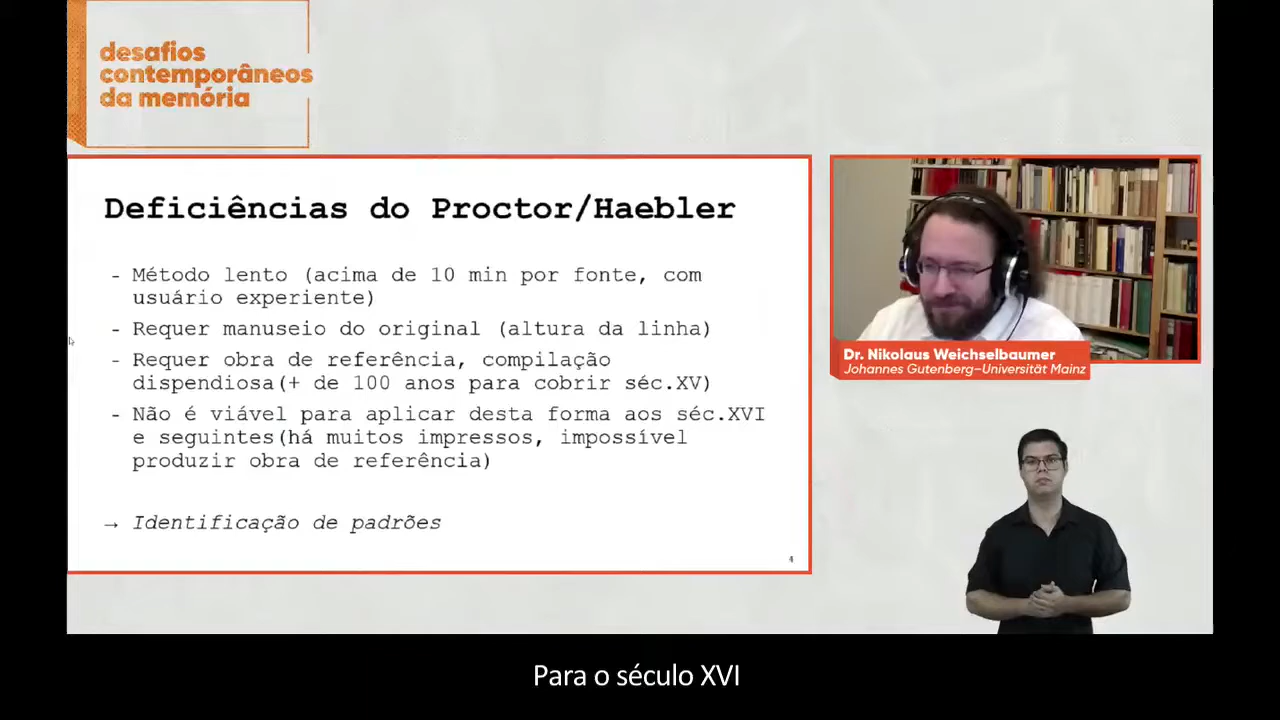 desafios
contemporâneos
da memória
Deficiências do Proctor/Haebler
- Método lento (acima de 10 min por fonte, com
usuário experiente)
- Requer manuseio do original (altura da linha)
- Requer obra de referência, compilação
dispendiosa(+ de 100 anos para cobrir séc.XV)
- Não é viável para aplicar desta forma aos séc.XVI
e seguintes(há muitos impressos, impossível
produzir obra de referência)
→ Identificação de padrões
4
Dr. Nikolaus Weichselbaumer
Johannes Gutenberg–Universität Mainz
Para o século XVI